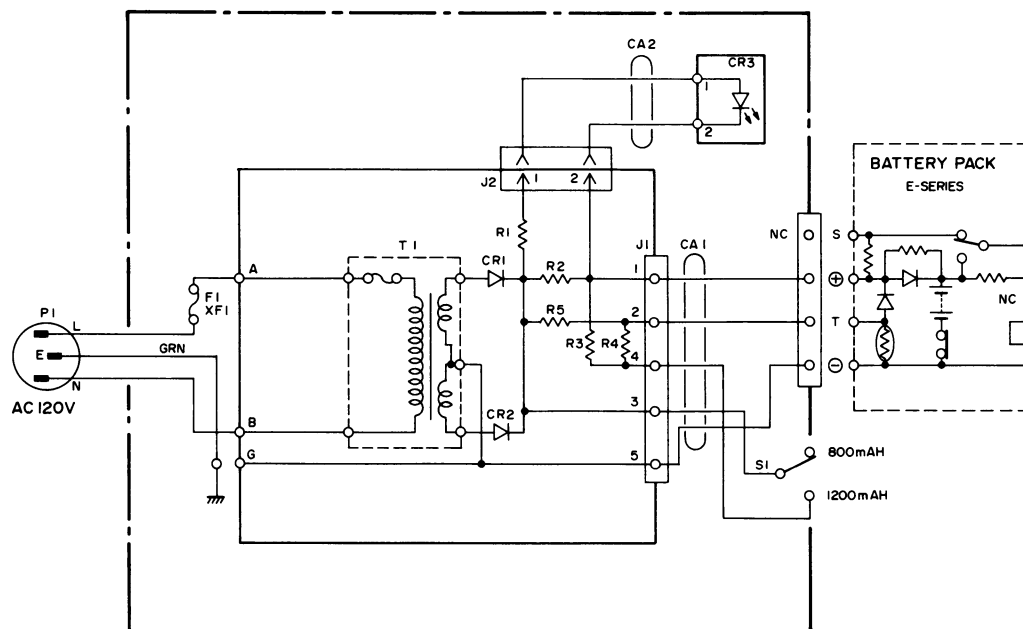 CA2
CR3
1
2
J2
1
2
BATTERY PACK
E-SERIES
R1
T1
J1
CA1
NC
S
A
CR1
R2
1
⊕
F1
XF1
R5
2
T
NC
P1
L
R3
R4
4
⊖
E
GRN
N
AC 120V
CR2
3
B
G
5
S1
800mAH
1200mAH